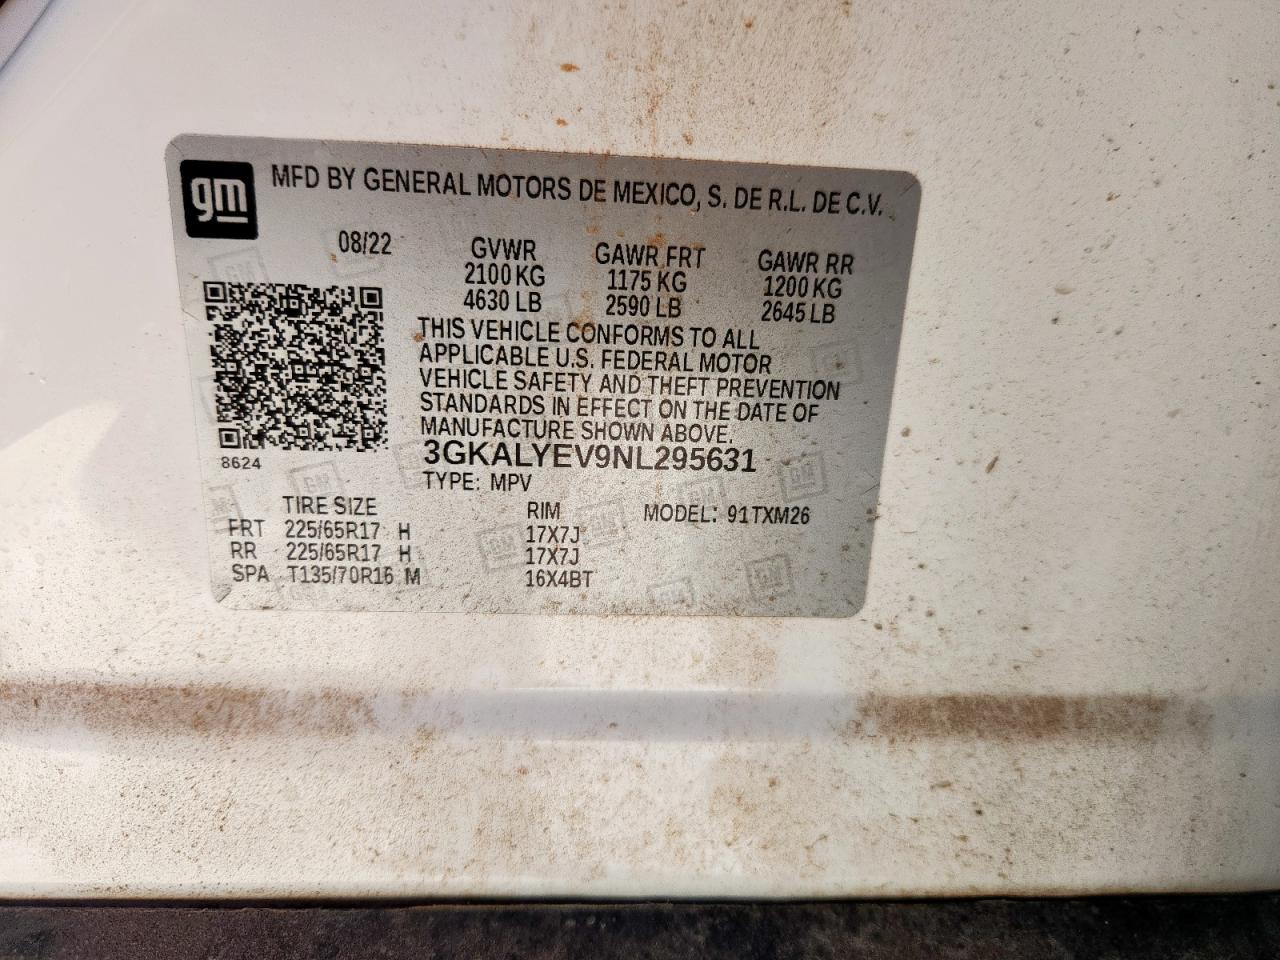 gm MFD BY GENERAL MOTORS DE MEXICO, S. DE R.L. DE C.V.
08/22 GVWR GAWR FRT GAWR RR
2100 KG 1175 KG 1200 KG
4630 LB 2590 LB 2645 LB
THIS VEHICLE CONFORMS TO ALL
APPLICABLE U.S. FEDERAL MOTOR
VEHICLE SAFETY AND THEFT PREVENTION
STANDARDS IN EFFECT ON THE DATE OF
MANUFACTURE SHOWN ABOVE.
8624 3GKALYEV9NL295631
TYPE: MPV
TIRE SIZE RIM MODEL: 91TXM26
FRT 225/65R17 H 17X7J
RR 225/65R17 H 17X7J
SPA T135/70R16 M 16X4BT